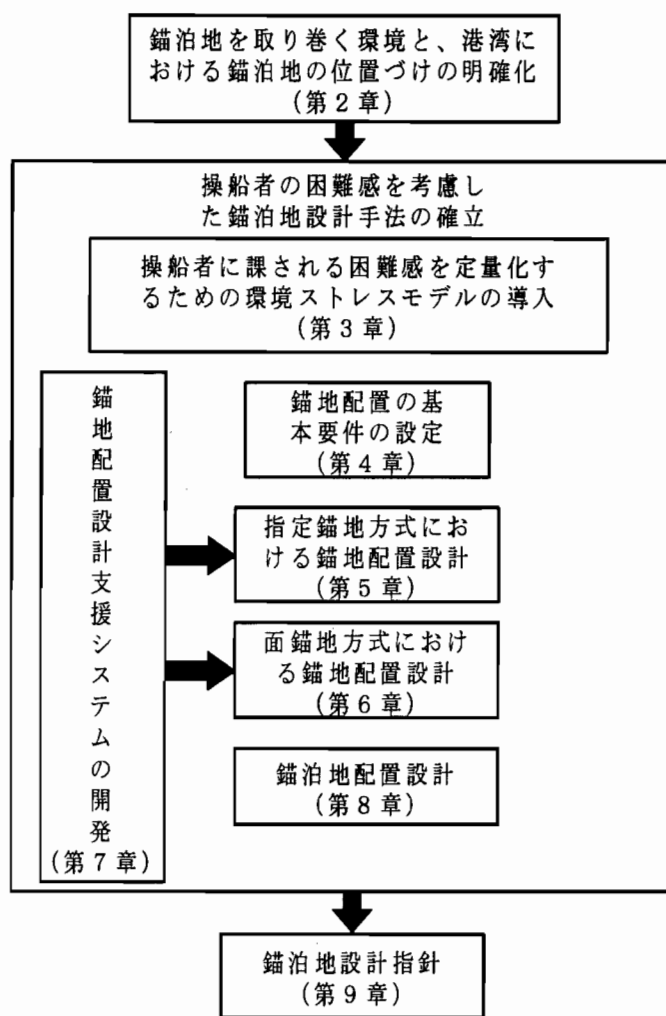 錨泊地を取り巻く環境と、港湾に
おける錨泊地の位置づけの明確化
(第2章)
操船者の困難感を考慮し
た錨泊地設計手法の確立
操船者に課される困難感を定量化す
るための環境ストレスモデルの導入
(第3章)
錨地配置設計支援システムの開発
(第7章)
錨地配置の基
本要件の設定
(第4章)
指定錨地方式にお
ける錨地配置設計
(第5章)
面錨地方式におけ
る錨地配置設計
(第6章)
錨泊地配置設計
(第8章)
錨泊地設計指針
(第9章)